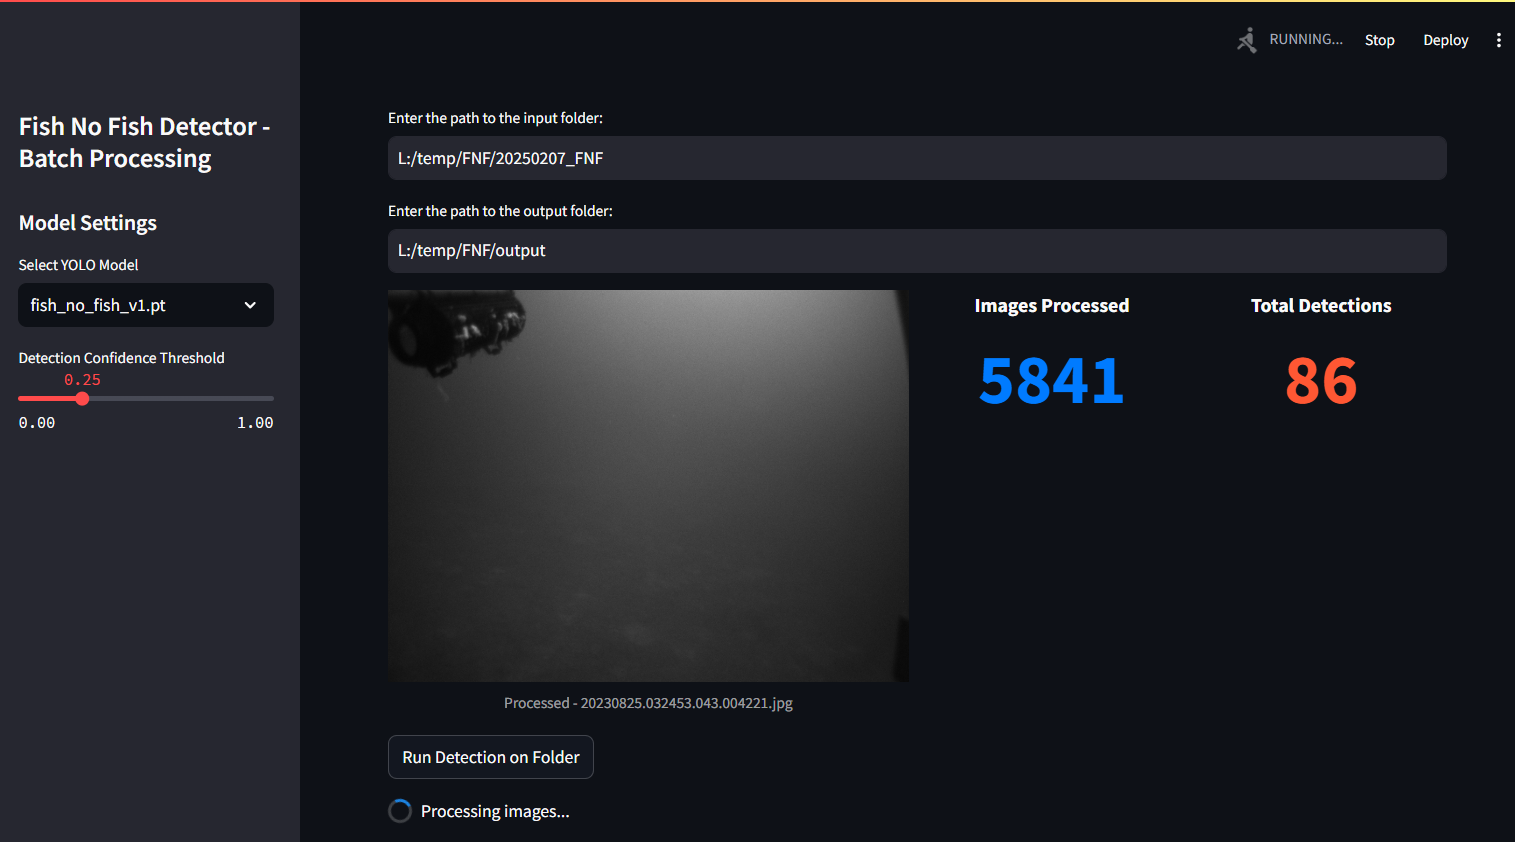 RUNNING...
Stop
Deploy
Fish No Fish Detector -
Batch Processing
Model Settings
Select YOLO Model
fish_no_fish_v1.pt
Detection Confidence Threshold
0.25
0.00
1.00
Enter the path to the input folder:
L:/temp/FNF/20250207_FNF
Enter the path to the output folder:
L:/temp/FNF/output
Images Processed
5841
Total Detections
86
Processed - 20230825.032453.043.004221.jpg
Run Detection on Folder
Processing images...